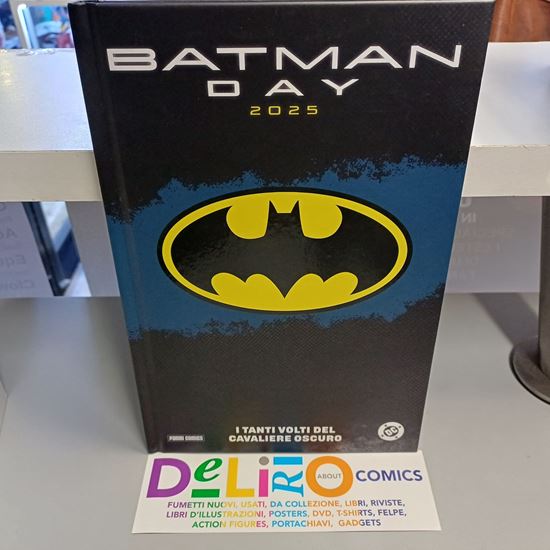 BATMAN
DAY
2025
I TANTI VOLTI DEL
CAVALIERE OSCURO
PANINI COMICS
DC
DeLiRiO ABOUT COMICS
FUMETTI NUOVI, USATI, DA COLLEZIONE, LIBRI, RIVISTE,
LIBRI D'ILLUSTRAZIONI, POSTERS, DVD, T-SHIRTS, FELPE,
ACTION FIGURES, PORTACHIAVI, GADGETS